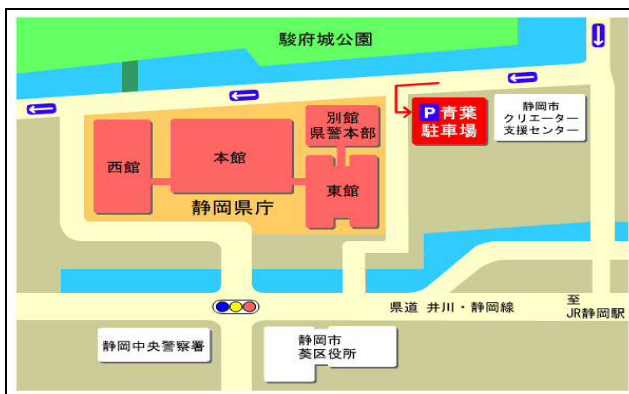 駿府城公園
別館
県警本部
P 青葉
駐車場
静岡市
クリエーター
支援センター
西館
本館
東館
静岡県庁
県道 井川・静岡線
至
JR静岡駅
静岡中央警察署
静岡市
葵区役所